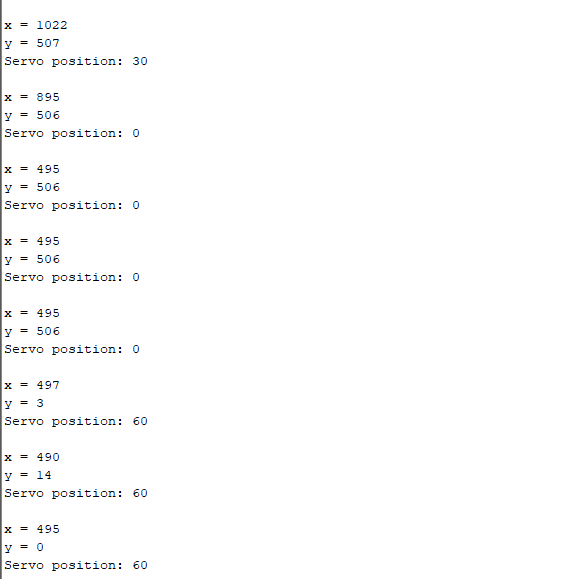 x = 1022
y = 507
Servo position: 30
x = 895
y = 506
Servo position: 0
x = 495
y = 506
Servo position: 0
x = 495
y = 506
Servo position: 0
x = 495
y = 506
Servo position: 0
x = 497
y = 3
Servo position: 60
x = 490
y = 14
Servo position: 60
x = 495
y = 0
Servo position: 60